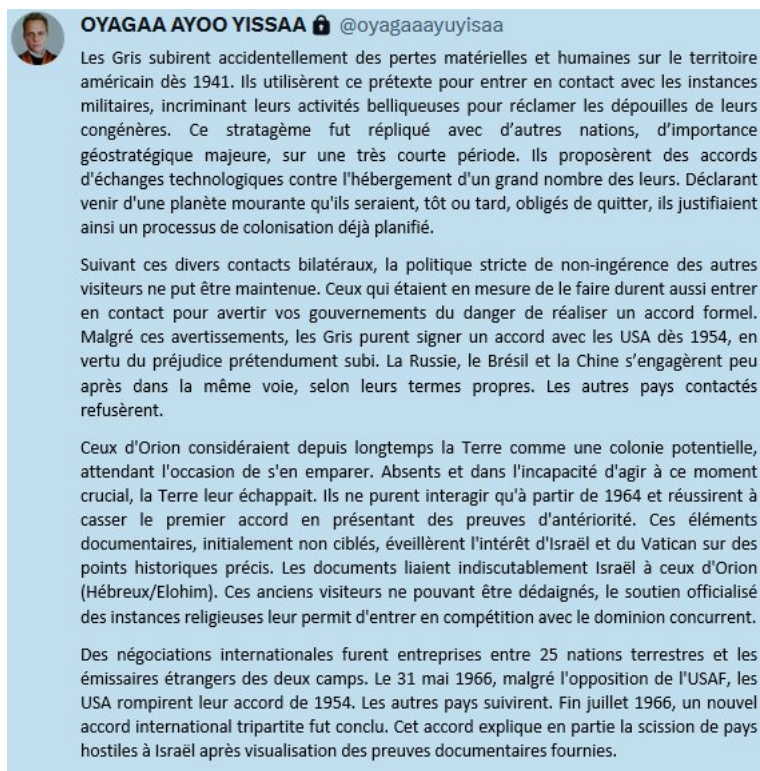 OYAGAA AYOO YISSAA @oyagaaayuyisaa
Les Gris subirent accidentellement des pertes matérielles et humaines sur le territoire
américain dès 1941. Ils utilisèrent ce prétexte pour entrer en contact avec les instances
militaires, incriminant leurs activités belliqueuses pour réclamer les dépouilles de leurs
congénères. Ce stratagème fut répliqué avec d'autres nations, d'importance
géostratégique majeure, sur une très courte période. Ils proposèrent des accords
d'échanges technologiques contre l'hébergement d'un grand nombre des leurs. Déclarant
venir d'une planète mourante qu'ils seraient, tôt ou tard, obligés de quitter, ils justifiaient
ainsi un processus de colonisation déjà planifié.
Suivant ces divers contacts bilatéraux, la politique stricte de non-ingérence des autres
visiteurs ne put être maintenue. Ceux qui étaient en mesure de le faire durent aussi entrer
en contact pour avertir vos gouvernements du danger de réaliser un accord formel.
Malgré ces avertissements, les Gris purent signer un accord avec les USA dès 1954, en
vertu du préjudice prétendument subi. La Russie, le Brésil et la Chine s'engagèrent peu
après dans la même voie, selon leurs termes propres. Les autres pays contactés
refusèrent.
Ceux d'Orion considéraient depuis longtemps la Terre comme une colonie potentielle,
attendant l'occasion de s'en emparer. Absents et dans l'incapacité d'agir à ce moment
crucial, la Terre leur échappait. Ils ne purent interagir qu'à partir de 1964 et réussirent à
casser le premier accord en présentant des preuves d'antériorité. Ces éléments
documentaires, initialement non ciblés, éveillèrent l'intérêt d'Israël et du Vatican sur des
points historiques précis. Les documents liaient indiscutablement Israël à ceux d'Orion
(Hébreux/Elohim). Ces anciens visiteurs ne pouvant être dédaignés, le soutien officialisé
des instances religieuses leur permit d'entrer en compétition avec le dominion concurrent.
Des négociations internationales furent entreprises entre 25 nations terrestres et les
émissaires étrangers des deux camps. Le 31 mai 1966, malgré l'opposition de l'USAF, les
USA rompirent leur accord de 1954. Les autres pays suivirent. Fin juillet 1966, un nouvel
accord international tripartite fut conclu. Cet accord explique en partie la scission de pays
hostiles à Israël après visualisation des preuves documentaires fournies.